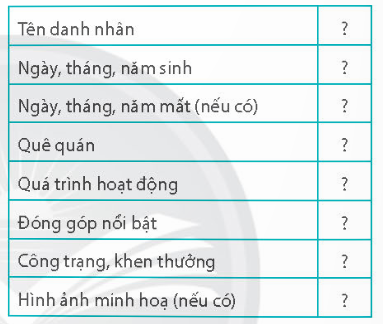 Tên danh nhân ?
Ngày, tháng, năm sinh ?
Ngày, tháng, năm mất (nếu có) ?
Quê quán ?
Quá trình hoạt động ?
Đóng góp nổi bật ?
Công trạng, khen thưởng ?
Hình ảnh minh hoạ (nếu có) ?